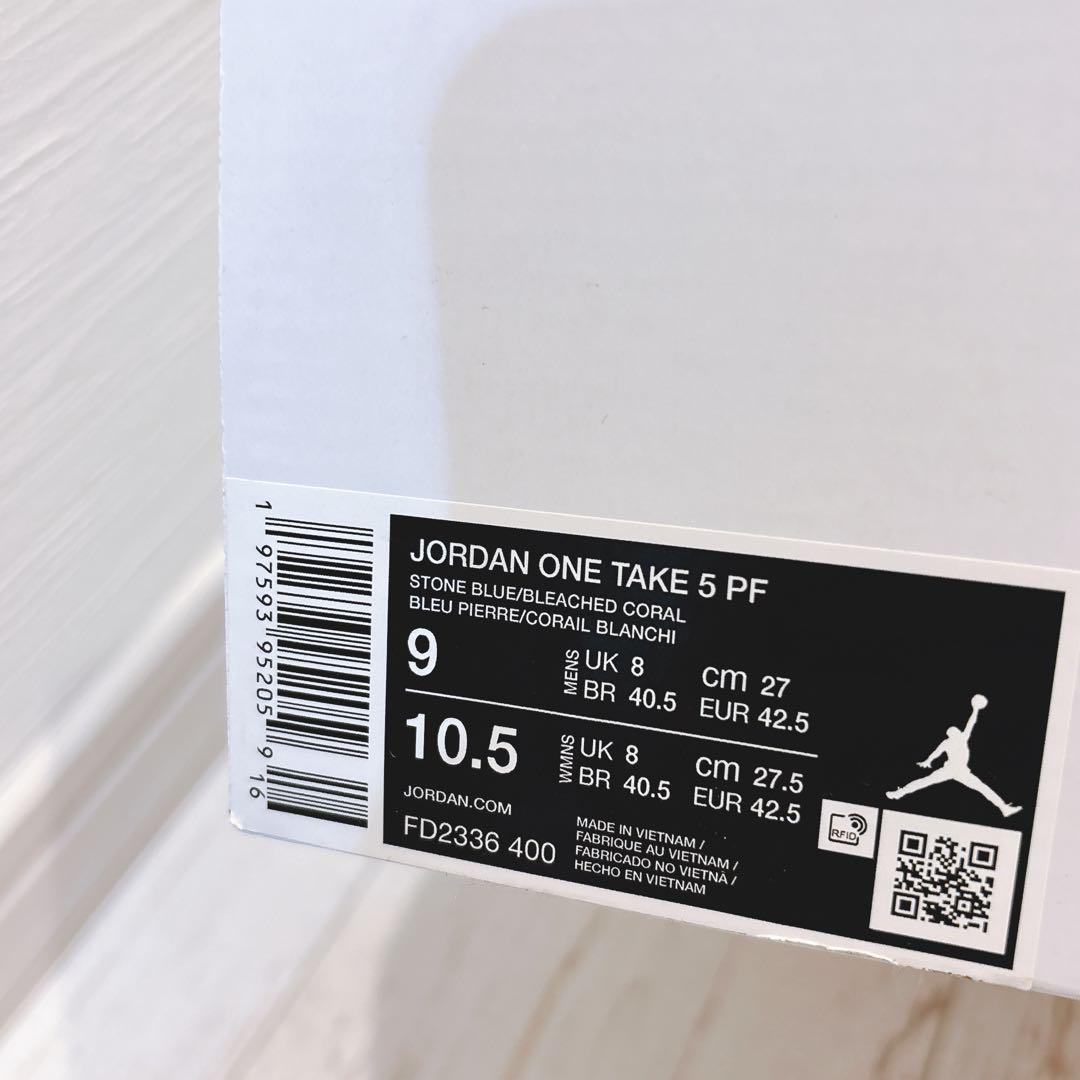 1 97593 95205 9 16
JORDAN ONE TAKE 5 PF
STONE BLUE/BLEACHED CORAL
BLEU PIERRE/CORAIL BLANCHI
9 MENS UK 8 cm 27
BR 40.5 EUR 42.5
10.5 WMNS UK 8 cm 27.5
BR 40.5 EUR 42.5
JORDAN.COM
FD2336 400
MADE IN VIETNAM /
FABRIQUE AU VIETNAM /
FABRICADO NO VIETNÃ /
HECHO EN VIETNAM
RFID